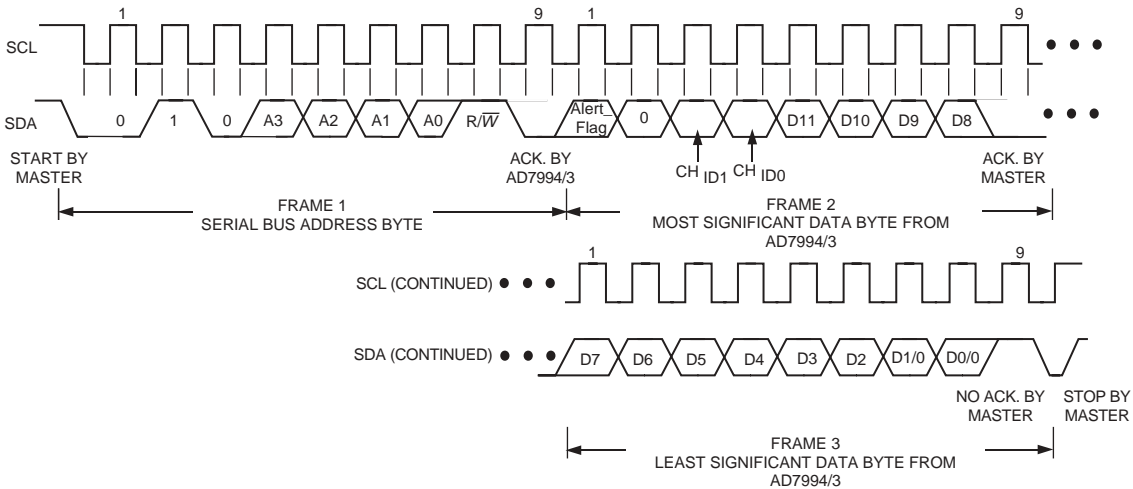 1 9 1 9
SCL
SDA 0 1 0 A3 A2 A1 A0 R/W Alert_ 0 D11 D10 D9 D8
Flag
START BY
MASTER
ACK. BY
AD7994/3
CH ID1 CH ID0
ACK. BY
MASTER
FRAME 1
SERIAL BUS ADDRESS BYTE
FRAME 2
MOST SIGNIFICANT DATA BYTE FROM
AD7994/3
1 9
SCL (CONTINUED)
SDA (CONTINUED) D7 D6 D5 D4 D3 D2 D1/0 D0/0
NO ACK. BY
MASTER
STOP BY
MASTER
FRAME 3
LEAST SIGNIFICANT DATA BYTE FROM
AD7994/3